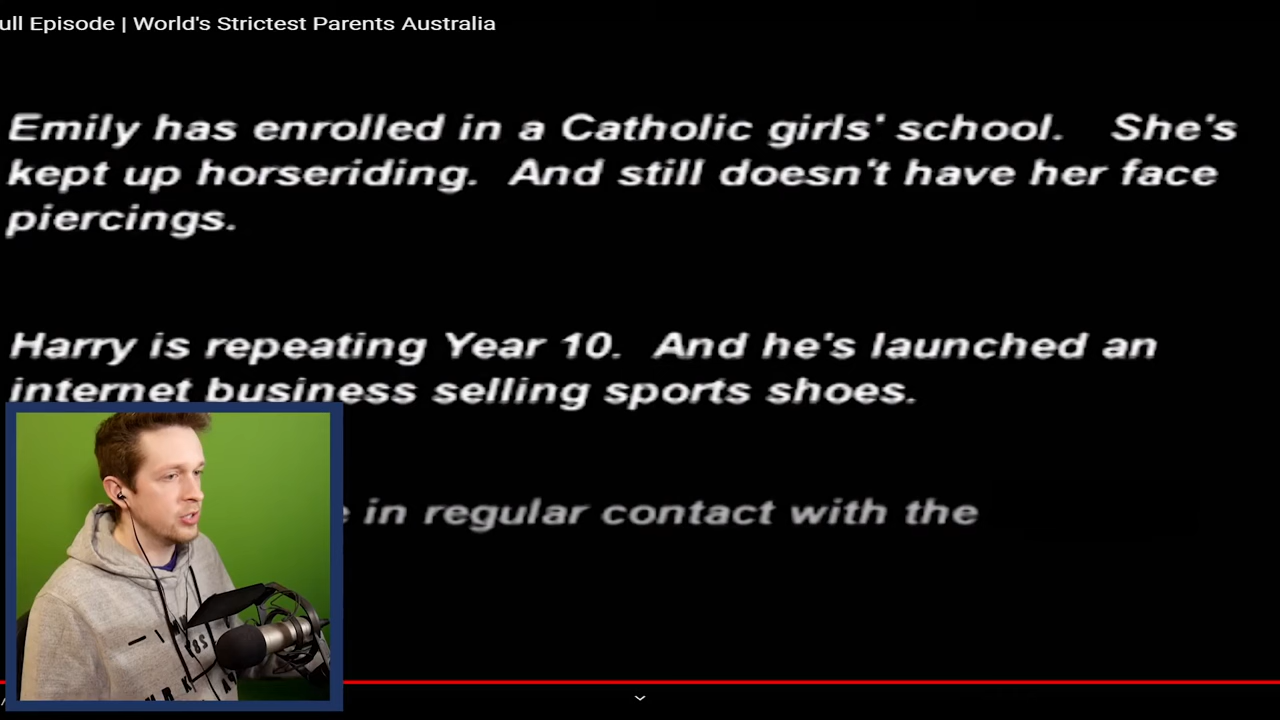 ull Episode | World's Strictest Parents Australia
Emily has enrolled in a Catholic girls' school. She's
kept up horseriding. And still doesn't have her face
piercings.
Harry is repeating Year 10. And he's launched an
internet business selling sports shoes.
in regular contact with the